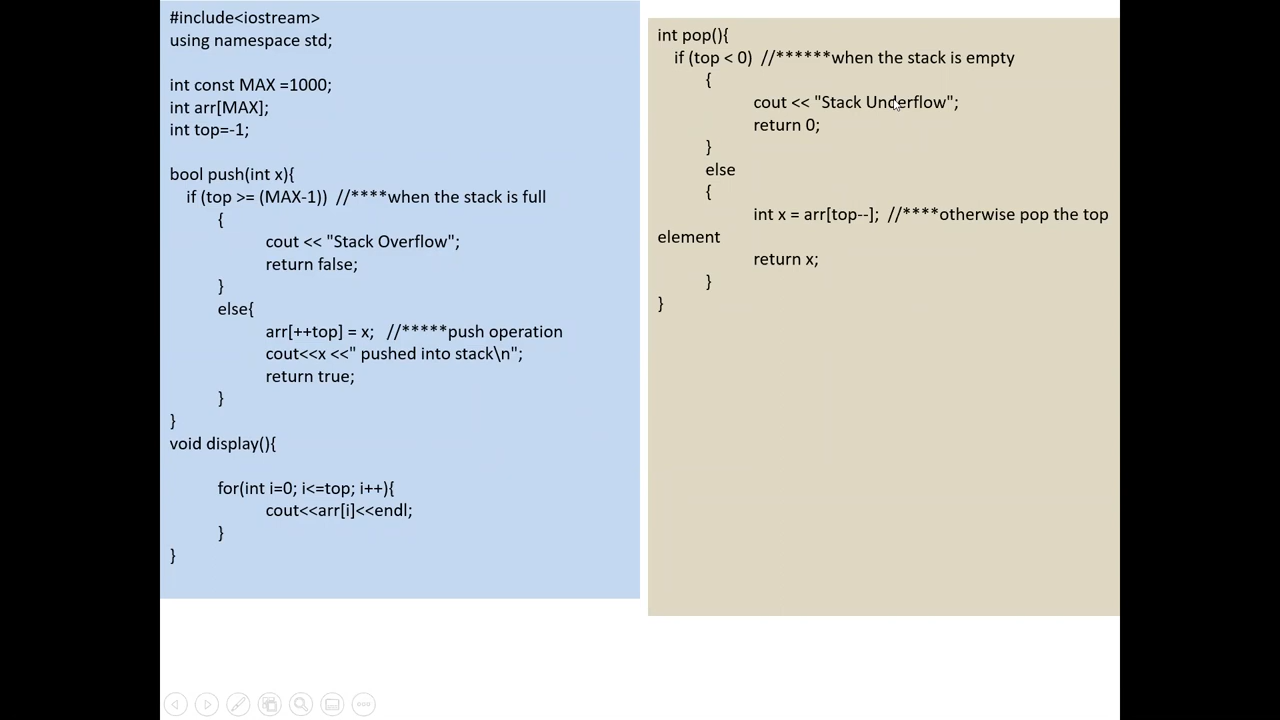 #include<iostream>
using namespace std;
int const MAX =1000;
int arr[MAX];
int top=-1;
bool push(int x){
if (top >= (MAX-1)) //****when the stack is full
{
cout << "Stack Overflow";
return false;
}
else{
arr[++top] = x; //*****push operation
cout<<x <<" pushed into stack\n";
return true;
}
}
void display(){
for(int i=0; i<=top; i++){
cout<<arr[i]<<endl;
}
}
int pop(){
if (top < 0) //******when the stack is empty
{
cout << "Stack Underflow";
return 0;
}
else
{
int x = arr[top--]; //****otherwise pop the top
element
return x;
}
}